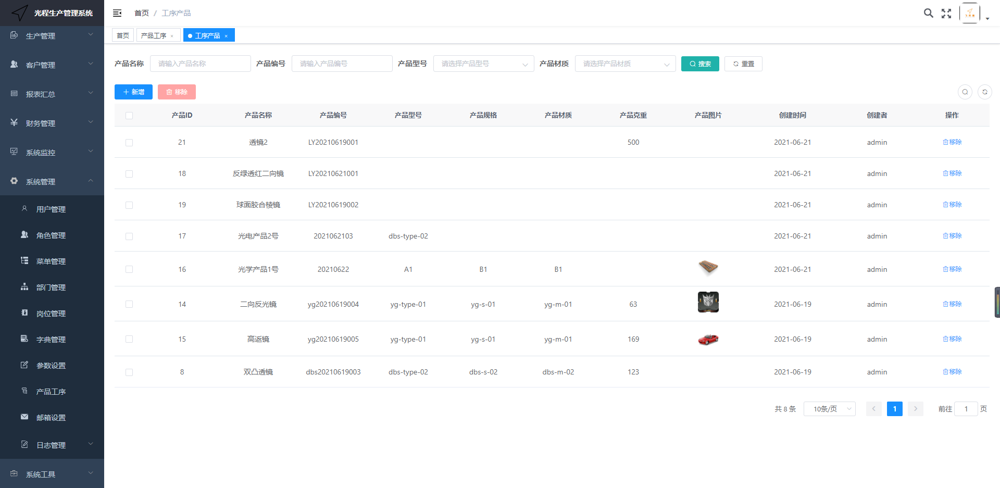 光程生产管理系统
首页 / 工序产品
首页
产品工序 ×
工序产品 ×
生产管理
客户管理
报表汇总
财务管理
系统监控
系统管理
用户管理
角色管理
菜单管理
部门管理
岗位管理
字典管理
参数设置
产品工序
邮箱设置
日志管理
系统工具
产品名称 请输入产品名称 产品编号 请输入产品编号 产品型号 请选择产品型号 产品材质 请选择产品材质 搜索 重置
新增 移除
产品ID 产品名称 产品编号 产品型号 产品规格 产品材质 产品克重 产品图片 创建时间 创建者 操作
21 透镜2 LY20210619001 500 2021-06-21 admin 移除
18 反绿透红二向镜 LY20210621001 2021-06-21 admin 移除
19 球面胶合棱镜 LY20210619002 2021-06-21 admin 移除
17 光电产品2号 2021062103 dbs-type-02 2021-06-21 admin 移除
16 光学产品1号 20210622 A1 B1 B1 2021-06-21 admin 移除
14 二向反光镜 yg20210619004 yg-type-01 yg-s-01 yg-m-01 63 2021-06-19 admin 移除
15 高返镜 yg20210619005 yg-type-01 yg-s-01 yg-m-01 169 2021-06-19 admin 移除
8 双凸透镜 dbs20210619003 dbs-type-02 dbs-s-02 dbs-m-02 123 2021-06-19 admin 移除
共 8 条 10条/页 1 前往 1 页